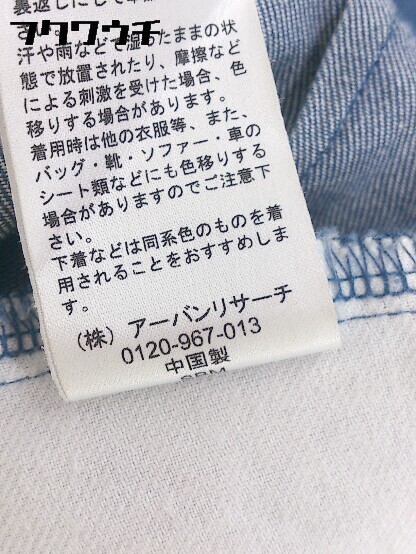 フクウクチ
さい。
汗や雨などで湿ったままの状
態で放置されたり、摩擦など
による刺激を受けた場合、色
移りする場合があります。
着用時は他の衣服等、また、
バッグ・靴・ソファー・車の
シート類などにも色移りする
場合がありますのでご注意下
さい。
下着などは同系色のものを着
用されることをおすすめしま
す。
(株) アーバンリサーチ
0120-967-013
中国製